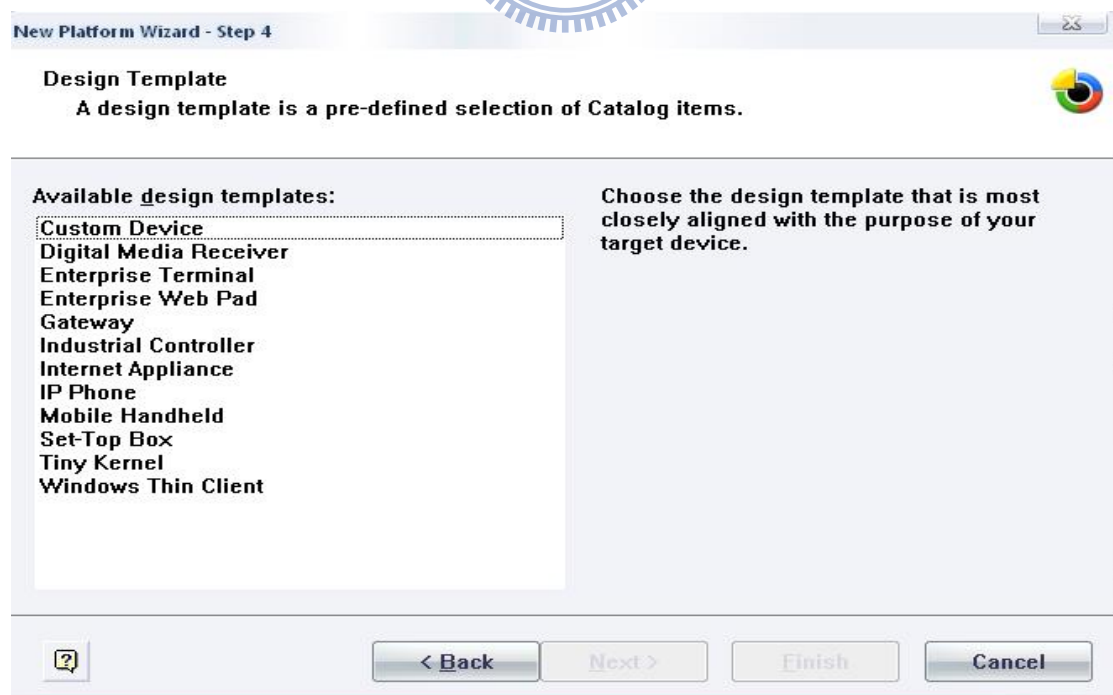 New Platform Wizard - Step 4
Design Template
A design template is a pre-defined selection of Catalog items.
Available design templates:
Custom Device
Digital Media Receiver
Enterprise Terminal
Enterprise Web Pad
Gateway
Industrial Controller
Internet Appliance
IP Phone
Mobile Handheld
Set-Top Box
Tiny Kernel
Windows Thin Client
Choose the design template that is most
closely aligned with the purpose of your
target device.
?
< Back
Next >
Finish
Cancel